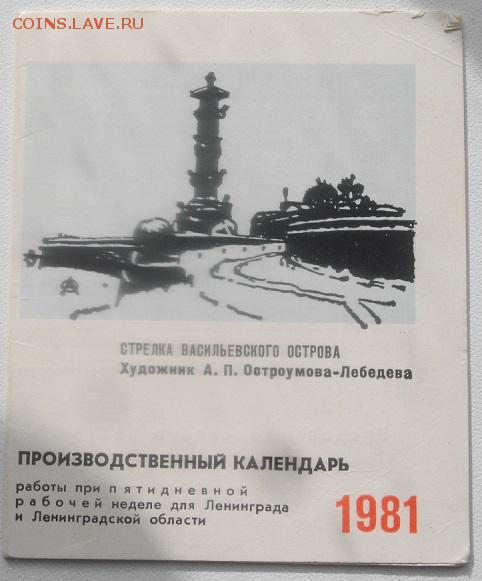 COINS.LAVE.RU
СТРЕЛКА ВАСИЛЬЕВСКОГО ОСТРОВА
Художник А. П. Остроумова-Лебедева
ПРОИЗВОДСТВЕННЫЙ КАЛЕНДАРЬ
работы при пятидневной
рабочей неделе для Ленинграда
и Ленинградской области
1981